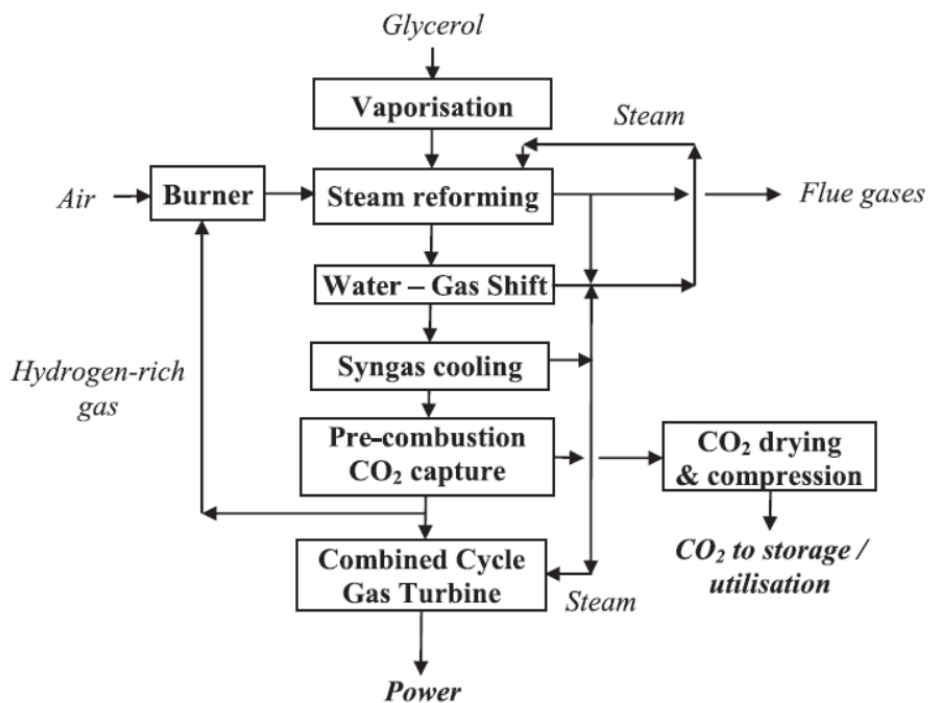 Glycerol
Vaporisation
Steam
Air
Burner
Steam reforming
Flue gases
Water – Gas Shift
Syngas cooling
Hydrogen-rich
gas
Pre-combustion
CO₂ capture
CO₂ drying
& compression
Combined Cycle
Gas Turbine
Steam
CO₂ to storage /
utilisation
Power